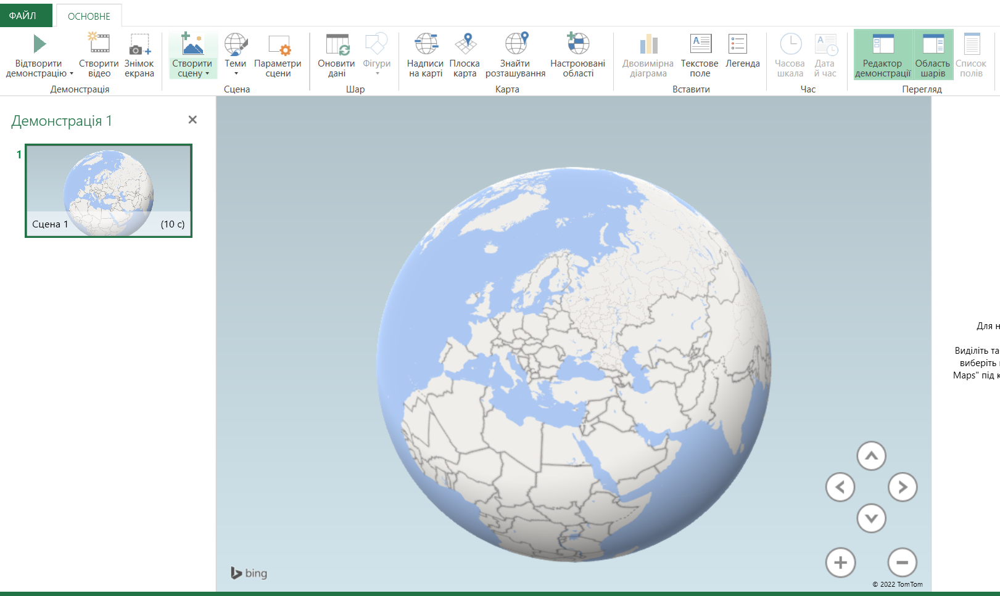 ФАЙЛ
ОСНОВНЕ
Відтворити демонстрацію
Створити відео
Знімок екрана
Демонстрація
Створити сцену
Теми
Параметри сцени
Сцена
Оновити дані
Фігури
Шар
Надписи на карті
Плоска карта
Знайти розташування
Настроювані області
Карта
Двовимірна діаграма
Текстове поле
Легенда
Вставити
Часова шкала
Дата й час
Час
Редактор демонстрації
Область шарів
Список полів
Перегляд
Демонстрація 1
1
Сцена 1
(10 с)
Для н
Виділіть та
виберіть
Maps" під к
bing
© 2022 TomTom